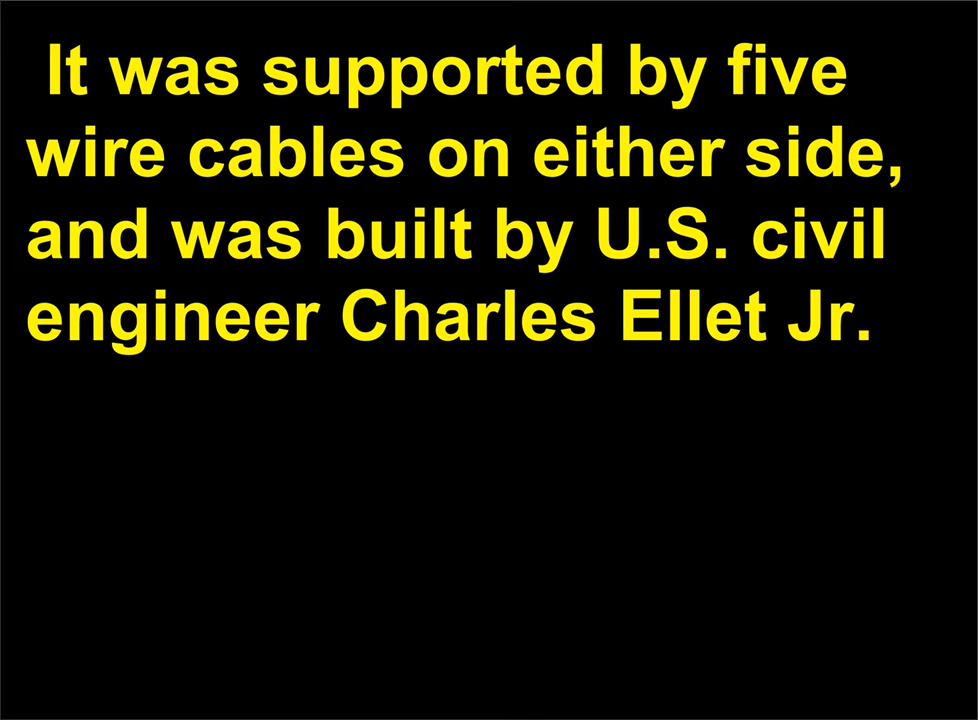 It was supported by five
wire cables on either side,
and was built by U.S. civil
engineer Charles Ellet Jr.